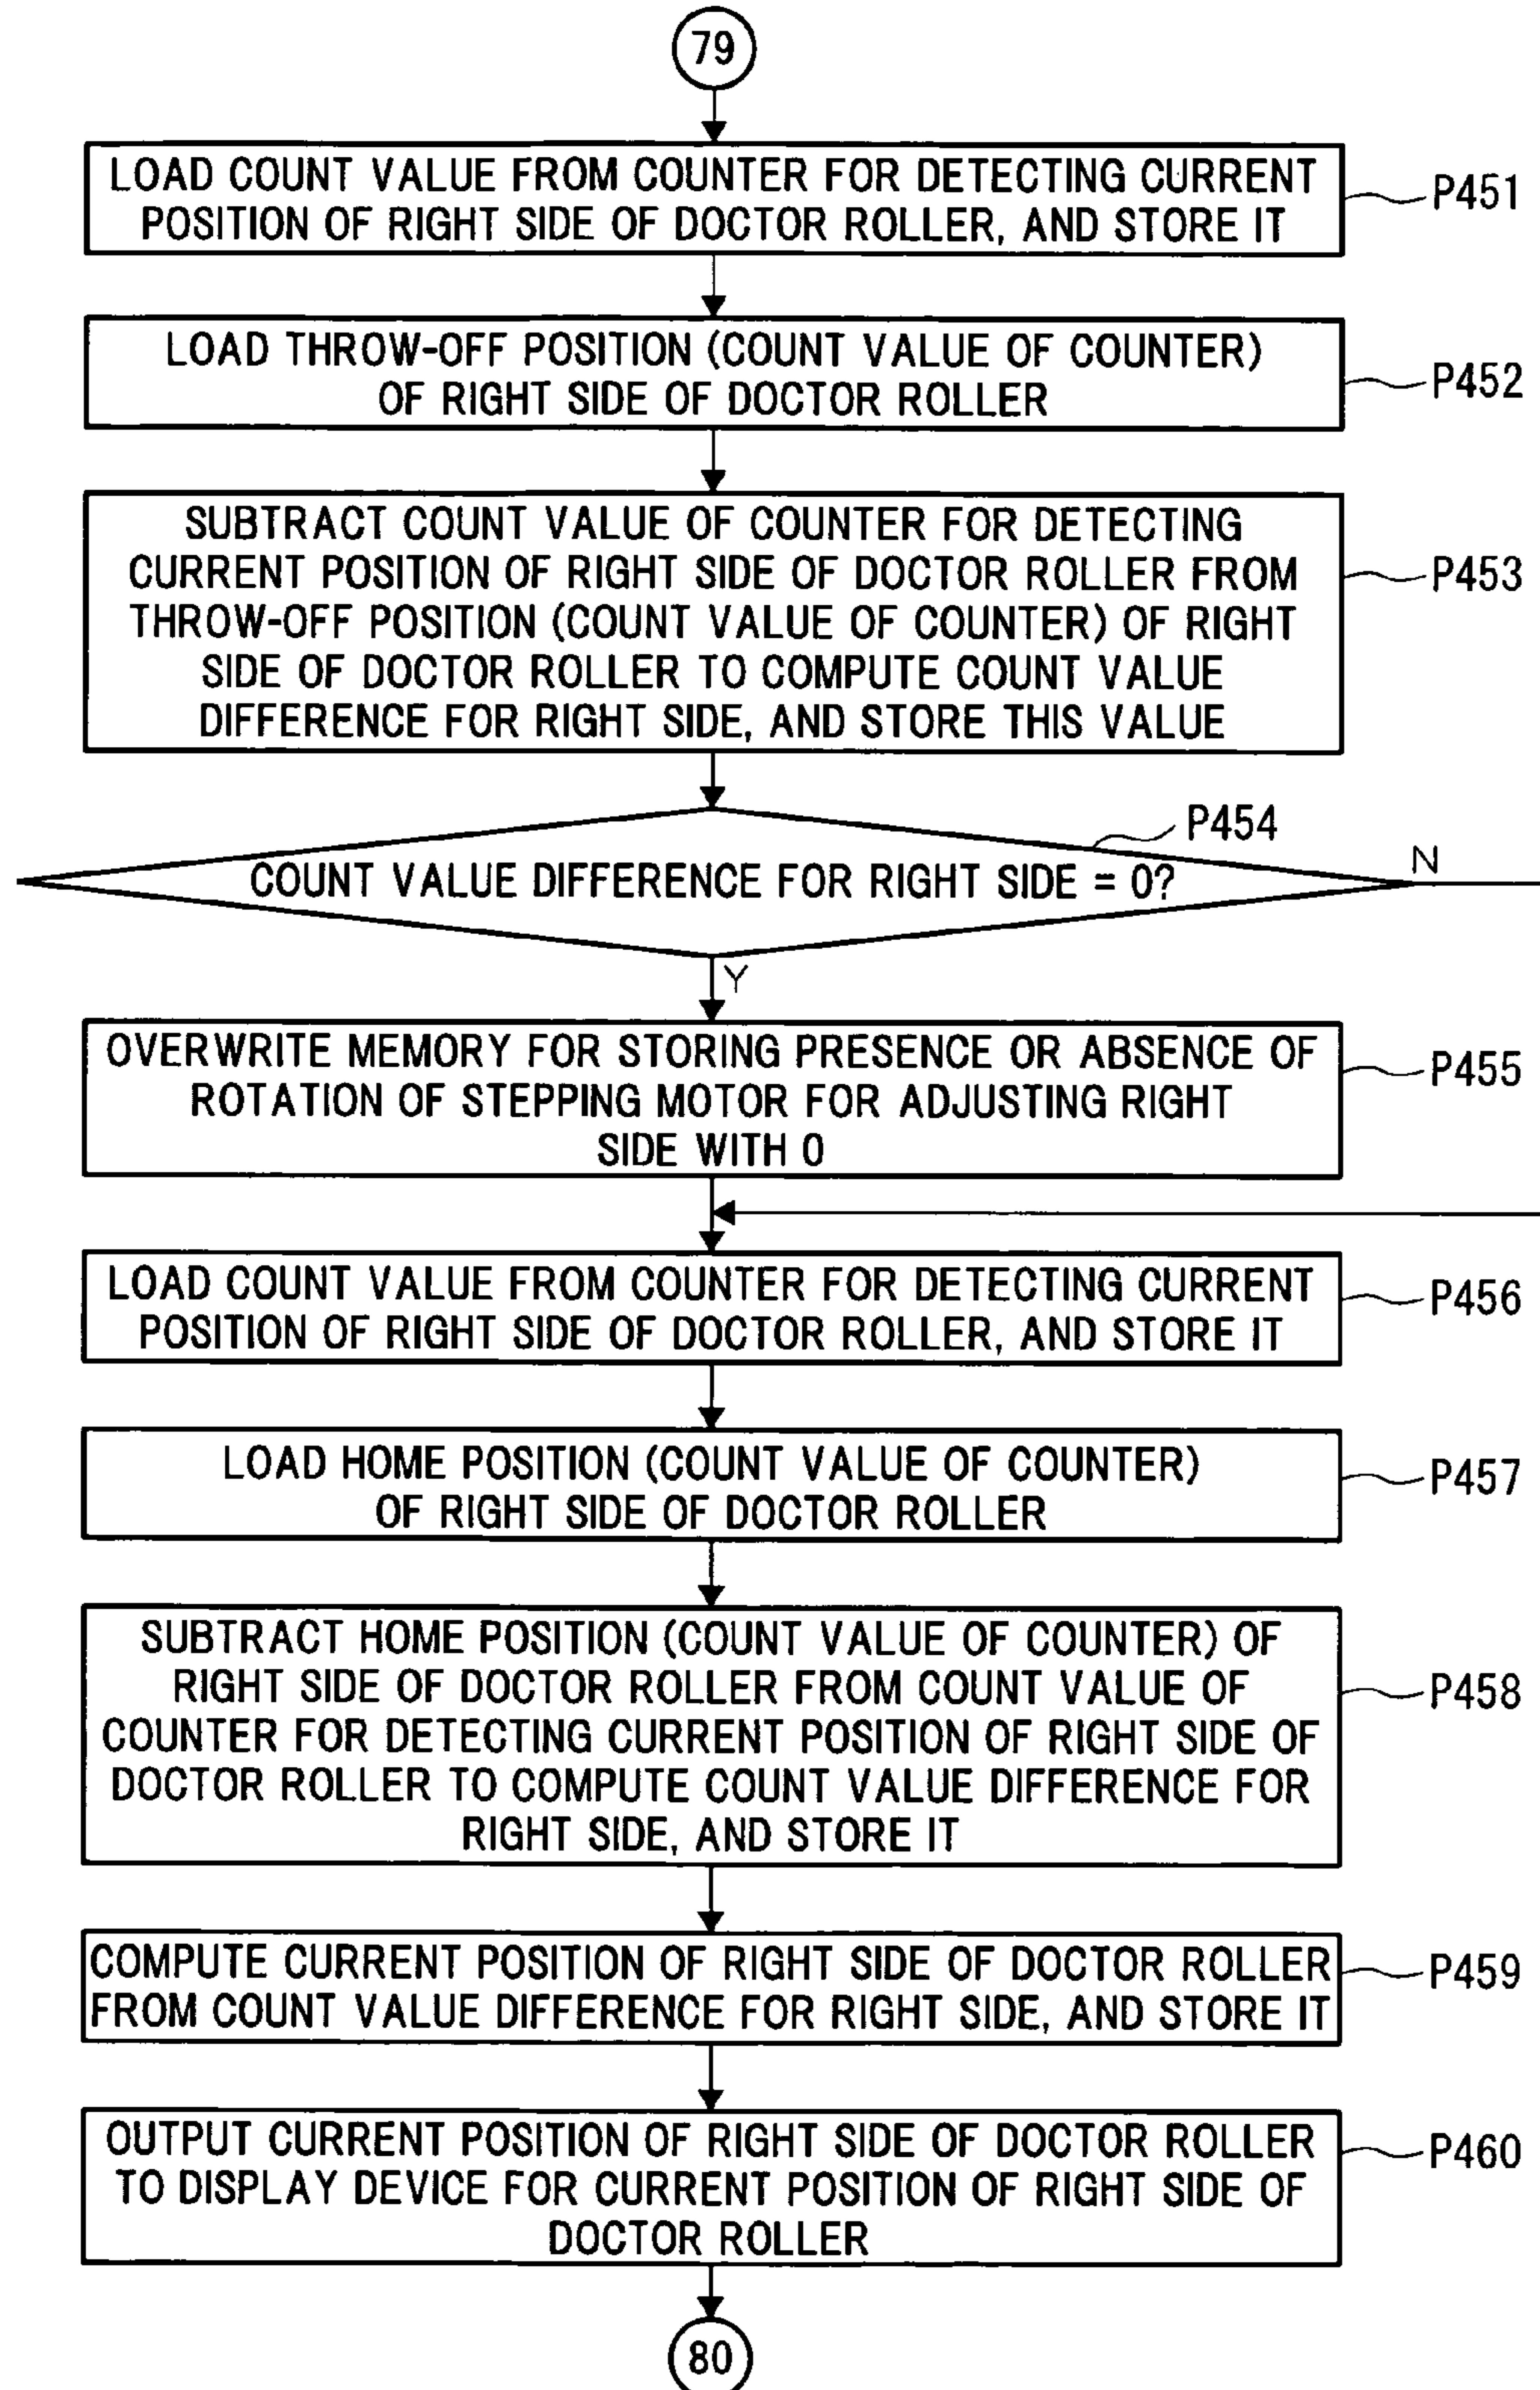 79
LOAD COUNT VALUE FROM COUNTER FOR DETECTING CURRENT
POSITION OF RIGHT SIDE OF DOCTOR ROLLER, AND STORE IT
P451
LOAD THROW-OFF POSITION (COUNT VALUE OF COUNTER)
OF RIGHT SIDE OF DOCTOR ROLLER
P452
SUBTRACT COUNT VALUE OF COUNTER FOR DETECTING
CURRENT POSITION OF RIGHT SIDE OF DOCTOR ROLLER FROM
THROW-OFF POSITION (COUNT VALUE OF COUNTER) OF RIGHT
SIDE OF DOCTOR ROLLER TO COMPUTE COUNT VALUE
DIFFERENCE FOR RIGHT SIDE, AND STORE THIS VALUE
P453
P454
COUNT VALUE DIFFERENCE FOR RIGHT SIDE = 0?
N
Y
OVERWRITE MEMORY FOR STORING PRESENCE OR ABSENCE OF
ROTATION OF STEPPING MOTOR FOR ADJUSTING RIGHT
SIDE WITH 0
P455
LOAD COUNT VALUE FROM COUNTER FOR DETECTING CURRENT
POSITION OF RIGHT SIDE OF DOCTOR ROLLER, AND STORE IT
P456
LOAD HOME POSITION (COUNT VALUE OF COUNTER)
OF RIGHT SIDE OF DOCTOR ROLLER
P457
SUBTRACT HOME POSITION (COUNT VALUE OF COUNTER) OF
RIGHT SIDE OF DOCTOR ROLLER FROM COUNT VALUE OF
COUNTER FOR DETECTING CURRENT POSITION OF RIGHT SIDE OF
DOCTOR ROLLER TO COMPUTE COUNT VALUE DIFFERENCE FOR
RIGHT SIDE, AND STORE IT
P458
COMPUTE CURRENT POSITION OF RIGHT SIDE OF DOCTOR ROLLER
FROM COUNT VALUE DIFFERENCE FOR RIGHT SIDE, AND STORE IT
P459
OUTPUT CURRENT POSITION OF RIGHT SIDE OF DOCTOR ROLLER
TO DISPLAY DEVICE FOR CURRENT POSITION OF RIGHT SIDE OF
DOCTOR ROLLER
P460
80